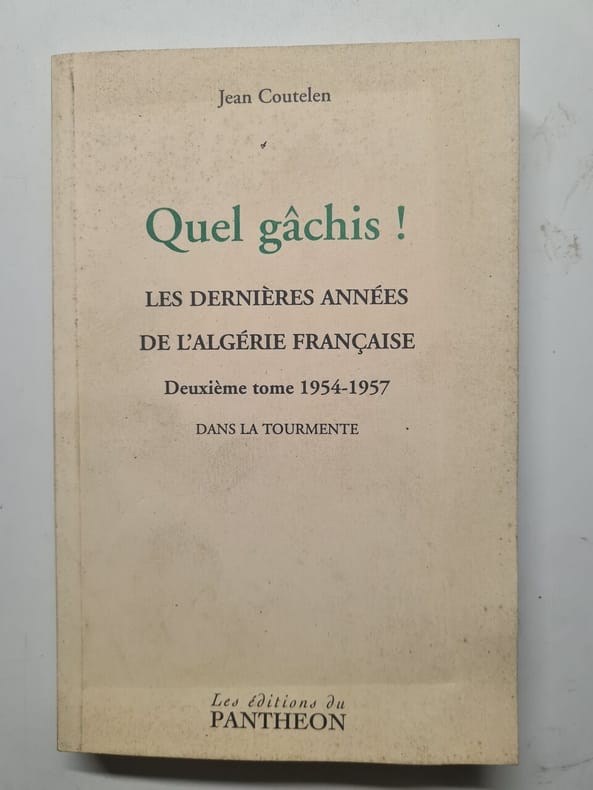 Jean Coutelen
Quel gâchis !
LES DERNIÈRES ANNÉES
DE L'ALGÉRIE FRANÇAISE
Deuxième tome 1954-1957
DANS LA TOURMENTE
Les éditions du
PANTHEON